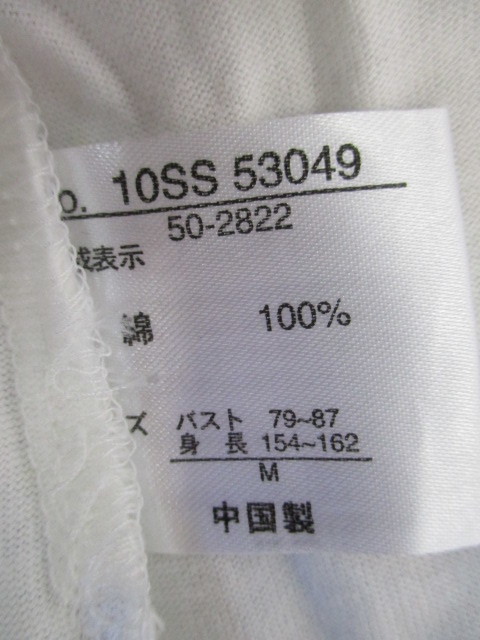 o. 10SS 53049
50-2822
成表示
綿 100%
ズ バスト 79~87
身長 154~162
M
中国製